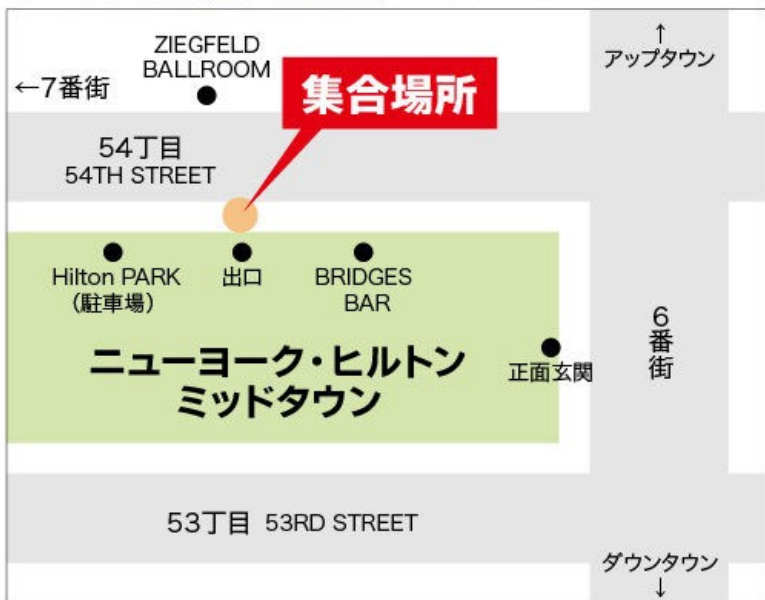 ZIEGFELD
BALLROOM
←7番街
集合場所
↑
アップタウン
54丁目
54TH STREET
Hilton PARK
（駐車場）
出口
BRIDGES
BAR
ニューヨーク・ヒルトン
ミッドタウン
正面玄関
6番街
53丁目 53RD STREET
ダウンタウン
↓